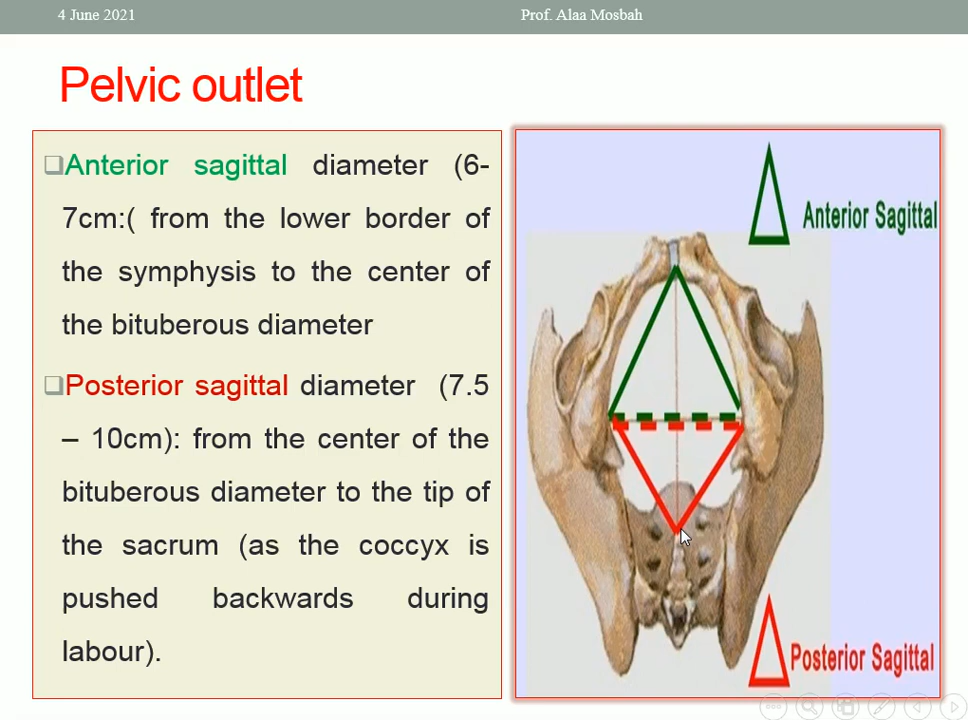 4 June 2021
Prof. Alaa Mosbah
Pelvic outlet
Anterior sagittal diameter (6-
7cm:( from the lower border of
the symphysis to the center of
the bituberous diameter
Posterior sagittal diameter (7.5
– 10cm): from the center of the
bituberous diameter to the tip of
the sacrum (as the coccyx is
pushed backwards during
labour).
Anterior Sagittal
Posterior Sagittal